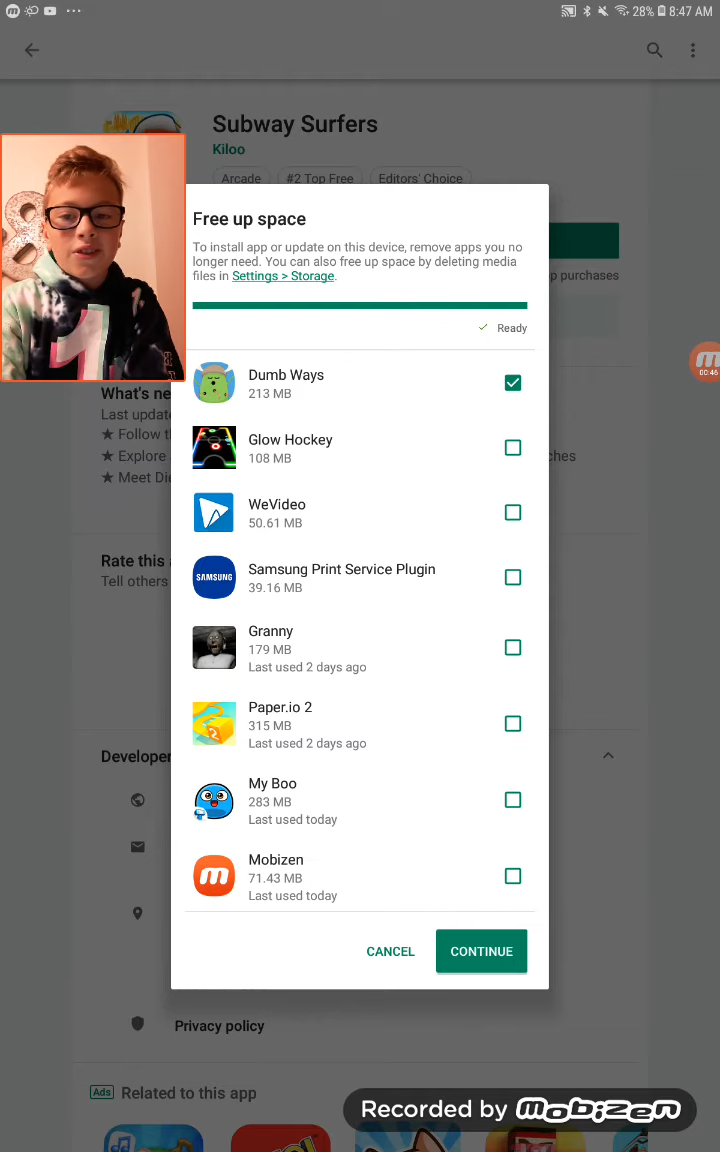 28% 8:47 AM
Subway Surfers
Kiloo
Arcade #2 Top Free Editors' Choice
Free up space
To install app or update on this device, remove apps you no
longer need. You can also free up space by deleting media
files in Settings > Storage.
p purchases
Ready
Dumb Ways
213 MB
What's ne
Last update
★ Follow t
★ Explore
ches
★ Meet Di
Glow Hockey
108 MB
WeVideo
50.61 MB
Rate this
Tell others
SAMSUNG
Samsung Print Service Plugin
39.16 MB
Granny
179 MB
Last used 2 days ago
2
Paper.io 2
315 MB
Last used 2 days ago
Developer
My Boo
283 MB
Last used today
Mobizen
71.43 MB
Last used today
CANCEL CONTINUE
00:46
Privacy policy
Ads Related to this app
Recorded by mobizen